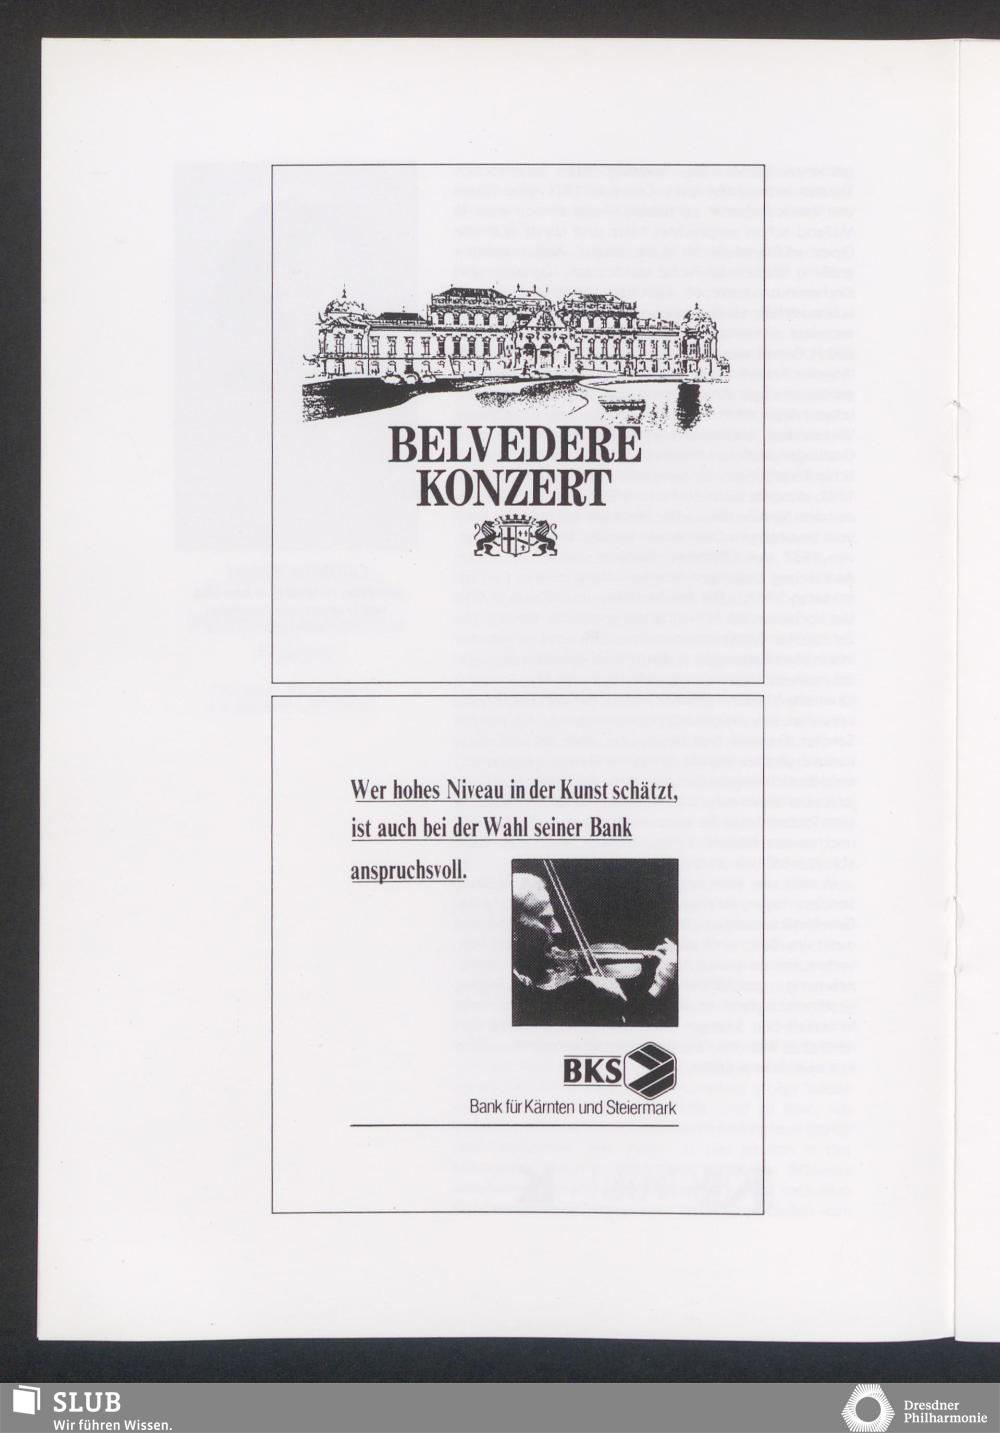 BELVEDERE
KONZERT
Wer hohes Niveau in der Kunst schätzt,
ist auch bei der Wahl seiner Bank
anspruchsvoll.
BKS
Bank für Kärnten und Steiermark
SLUB
Wir führen Wissen.
Dresdner
Philharmonie